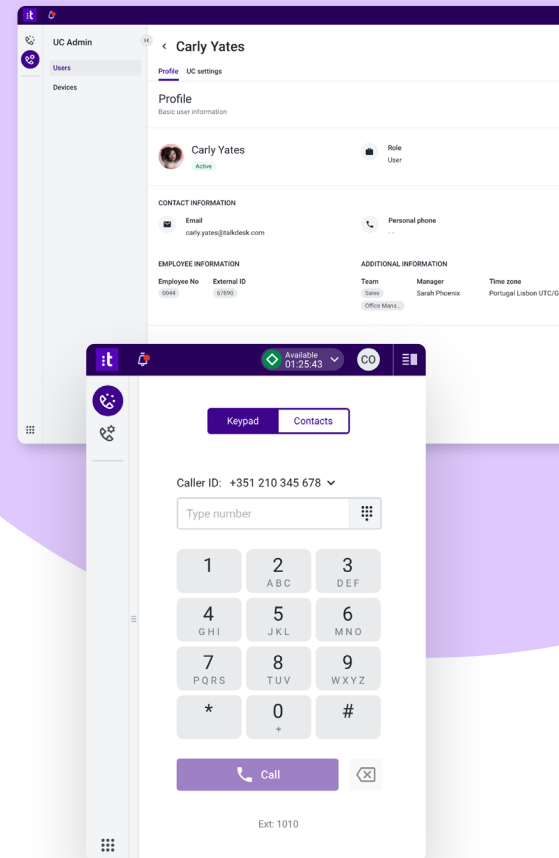 :t
UC Admin
Users
Devices
Carly Yates
Profile UC settings
Profile
Basic user information
Carly Yates
Active
Role
User
CONTACT INFORMATION
Email
carly.yates@talkdesk.com
Personal phone
--
EMPLOYEE INFORMATION
Employee No External ID
0044 67890
ADDITIONAL INFORMATION
Team Manager Time zone
Sales Sarah Phoenix Portugal Lisbon UTC/G
Office Mana..
:t
Available
01:25:43
CO
Keypad Contacts
Caller ID: +351 210 345 678
Type number
1 2 3
ABC DEF
4 5 6
GHI JKL MNO
7 8 9
PQRS TUV WXYZ
* 0 #
+
Call
Ext: 1010